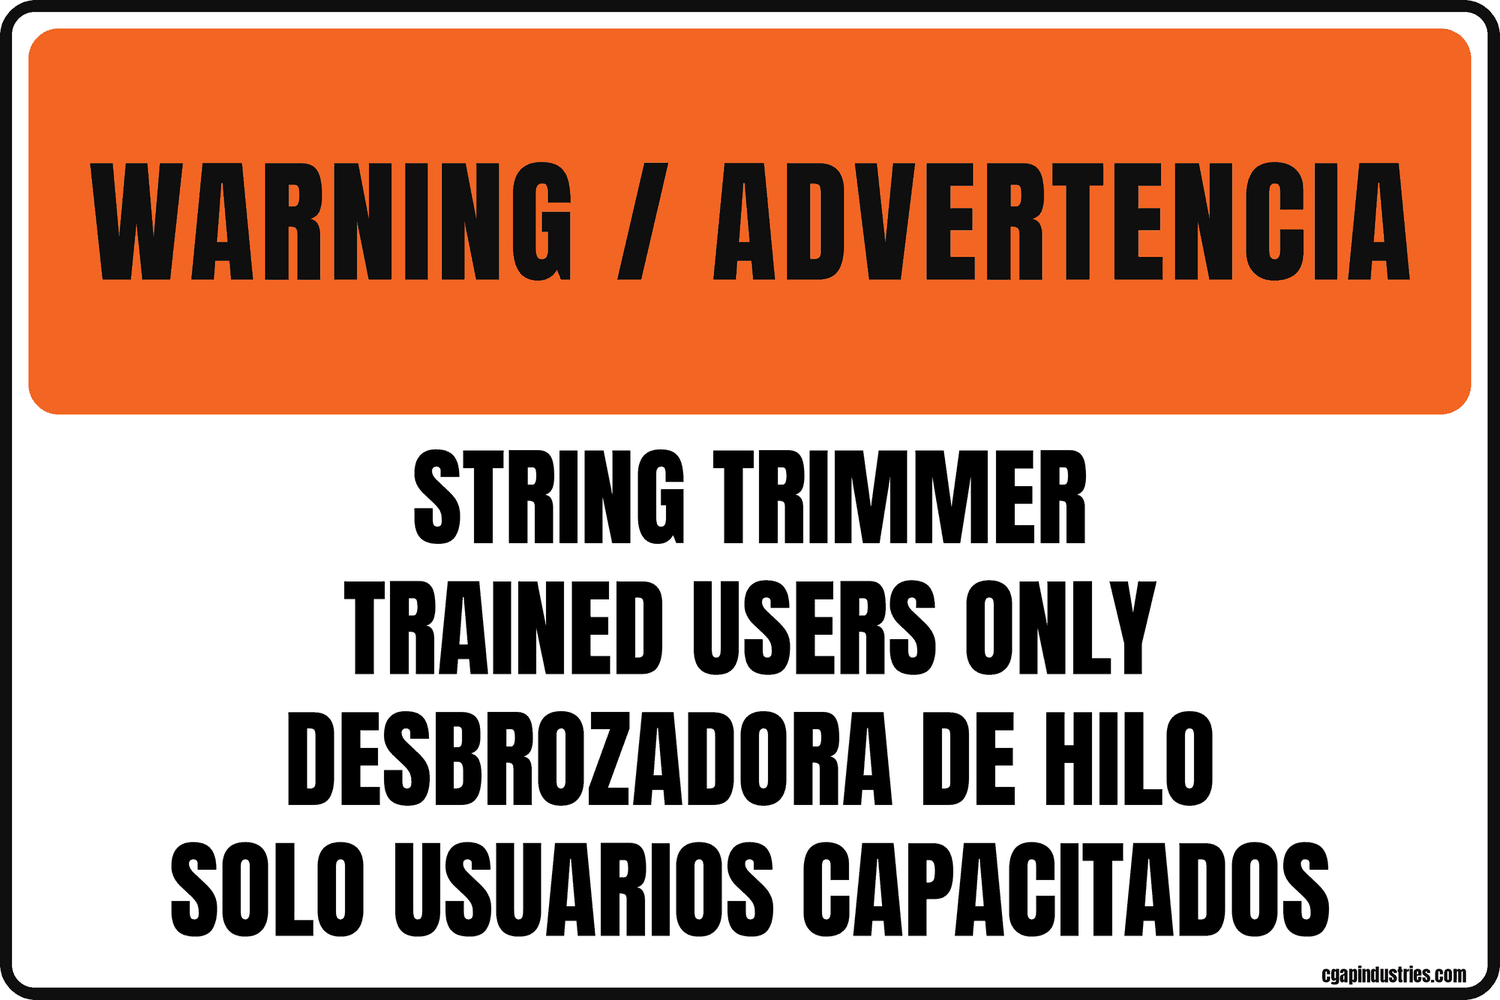 WARNING / ADVERTENCIA
STRING TRIMMER
TRAINED USERS ONLY
DESBROZADORA DE HILO
SOLO USUARIOS CAPACITADOS
cgapindustries.com